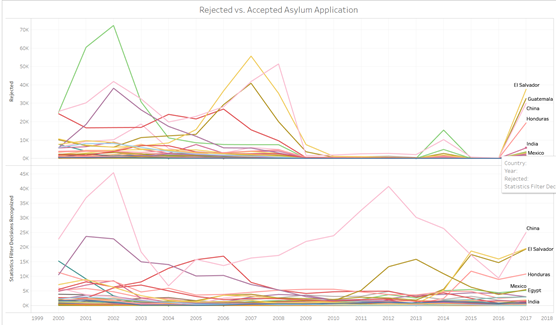 Rejected vs. Accepted Asylum Application
70K
60K
50K
40K
30K
20K
10K
0K
Rejected
El Salvador
Guatemala
China
Honduras
India
Mexico
Country
Year
Rejected
Statistics Filter Dec
45K
40K
35K
30K
25K
20K
15K
10K
5K
0K
Statistics Filter Decisions Recognized
China
El Salvador
Honduras
Mexico
Egypt
India
1999 2000 2001 2002 2003 2004 2005 2006 2007 2008 2009 2010 2011 2012 2013 2014 2015 2016 2017 2018